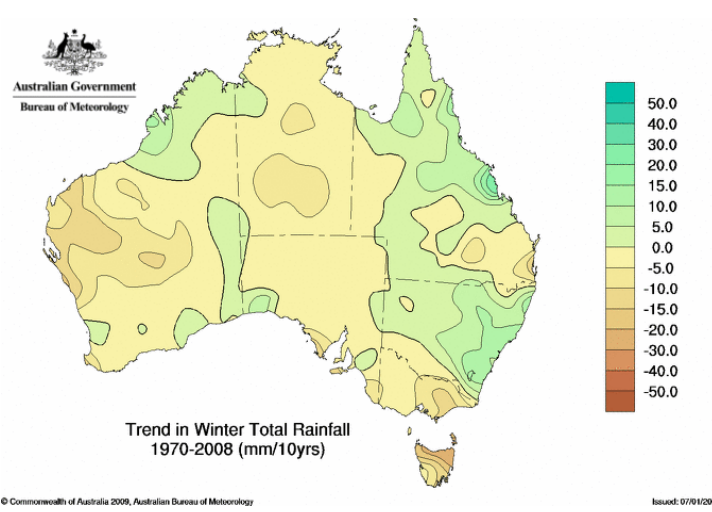 Australian Government
Bureau of Meteorology
50.0
40.0
30.0
20.0
15.0
10.0
5.0
0.0
-5.0
-10.0
-15.0
-20.0
-30.0
-40.0
-50.0
Trend in Winter Total Rainfall
1970-2008 (mm/10yrs)
© Commonwealth of Australia 2009, Australian Bureau of Meteorology
Issued: 07/01/20